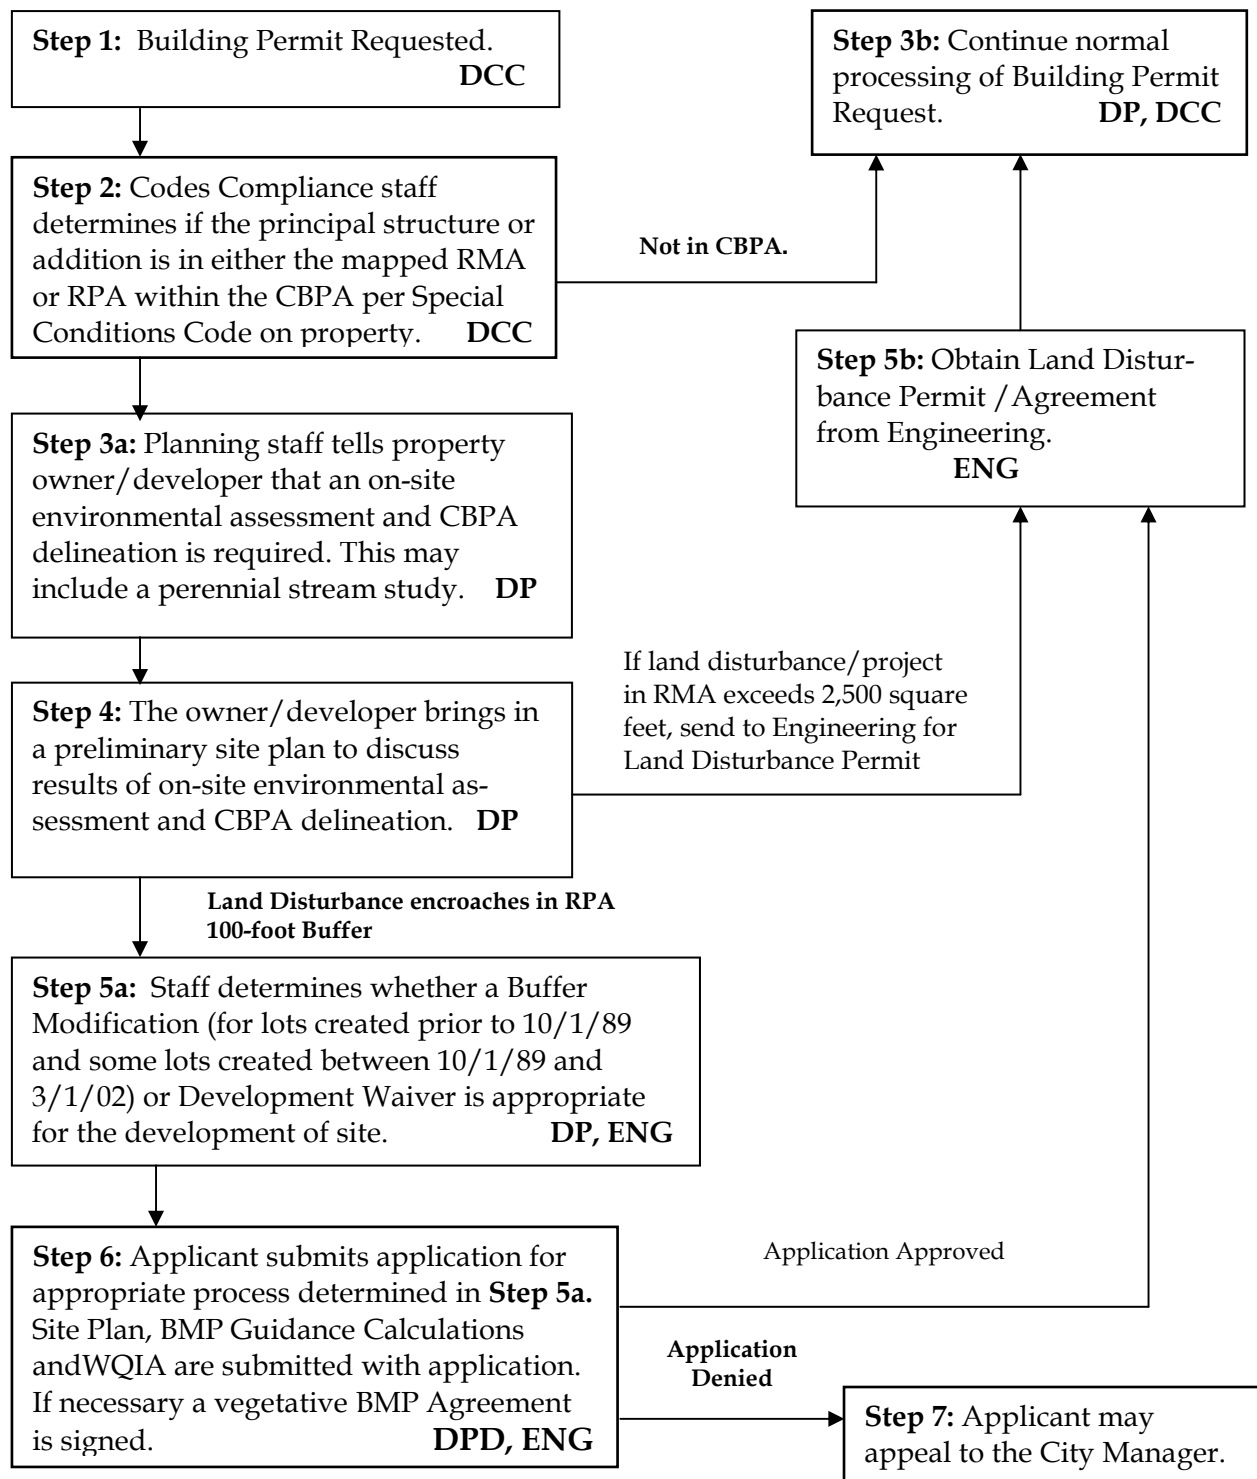 Step 1: Building Permit Requested.
DCC
Step 2: Codes Compliance staff
determines if the principal structure or
addition is in either the mapped RMA
or RPA within the CBPA per Special
Conditions Code on property. DCC
Not in CBPA.
Step 3b: Continue normal
processing of Building Permit
Request. DP, DCC
Step 3a: Planning staff tells property
owner/developer that an on-site
environmental assessment and CBPA
delineation is required. This may
include a perennial stream study. DP
Step 4: The owner/developer brings in
a preliminary site plan to discuss
results of on-site environmental as-
sessment and CBPA delineation. DP
If land disturbance/project
in RMA exceeds 2,500 square
feet, send to Engineering for
Land Disturbance Permit
Step 5b: Obtain Land Distur-
bance Permit /Agreement
from Engineering.
ENG
Land Disturbance encroaches in RPA
100-foot Buffer
Step 5a: Staff determines whether a Buffer
Modification (for lots created prior to 10/1/89
and some lots created between 10/1/89 and
3/1/02) or Development Waiver is appropriate
for the development of site. DP, ENG
Step 6: Applicant submits application for
appropriate process determined in Step 5a.
Site Plan, BMP Guidance Calculations
andWQIA are submitted with application.
If necessary a vegetative BMP Agreement
is signed. DPD, ENG
Application Approved
Application
Denied
Step 7: Applicant may
appeal to the City Manager.